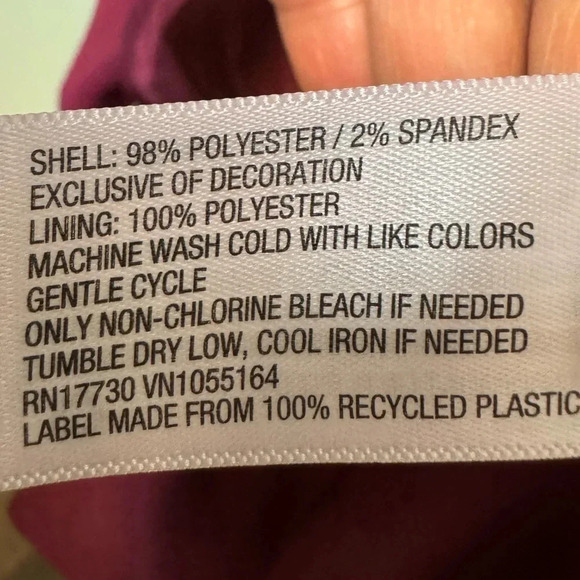 SHELL: 98% POLYESTER / 2% SPANDEX
EXCLUSIVE OF DECORATION
LINING: 100% POLYESTER
MACHINE WASH COLD WITH LIKE COLORS
GENTLE CYCLE
ONLY NON-CHLORINE BLEACH IF NEEDED
TUMBLE DRY LOW, COOL IRON IF NEEDED
RN17730 VN1055164
LABEL MADE FROM 100% RECYCLED PLASTIC